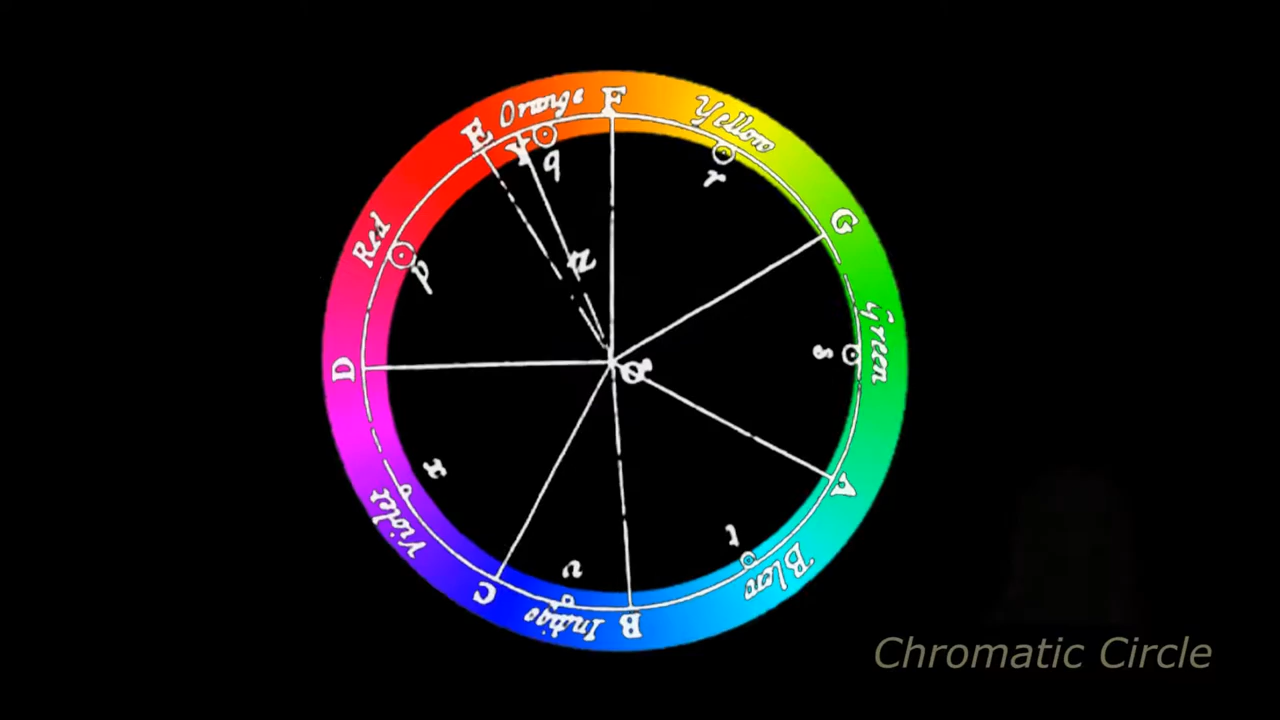 E
Orange
F
Yellow
Y
q
r
G
Red
p
Z
Green
s
D
O
x
A
Violet
t
v
Blew
C
Indigo
B
Chromatic Circle